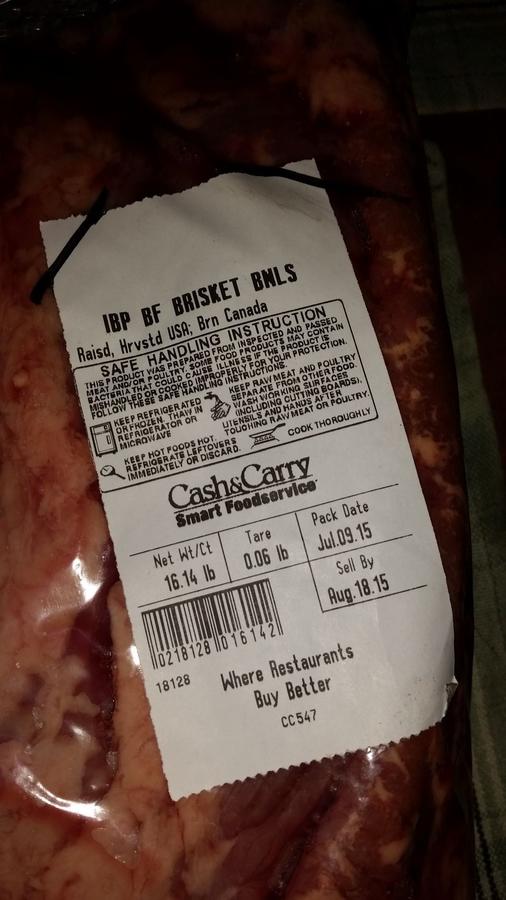 IBP BF BRISKET BNLS
Raisd, Hrvstd USA; Brn Canada
SAFE HANDLING INSTRUCTION
THIS PRODUCT WAS PREPARED FROM INSPECTED AND PASSED
MEAT AND/OR POULTRY. SOME FOOD PRODUCTS MAY CONTAIN
BACTERIA THAT COULD CAUSE ILLNESS IF THE PRODUCT IS
MISHANDLED OR COOKED IMPROPERLY FOR YOUR PROTECTION,
FOLLOW THESE SAFE HANDLING INSTRUCTIONS.
KEEP REFRIGERATED
OR FROZEN. THAW IN
REFRIGERATOR OR
MICROWAVE
KEEP RAW MEAT AND POULTRY
SEPARATE FROM OTHER FOOD.
WASH WORKING SURFACES
(INCLUDING CUTTING BOARDS),
UTENSILS AND HANDS AFTER
TOUCHING RAW MEAT OR POULTRY.
KEEP HOT FOODS HOT.
REFRIGERATE LEFTOVERS
IMMEDIATELY OR DISCARD.
COOK THOROUGHLY
Cash&Carry
Smart Foodservice
Net Wt/Ct
16.14 lb
Tare
0.06 lb
Pack Date
Jul.09.15
Sell By
Aug.18.15
0218128 016142
18128
Where Restaurants
Buy Better
CC547